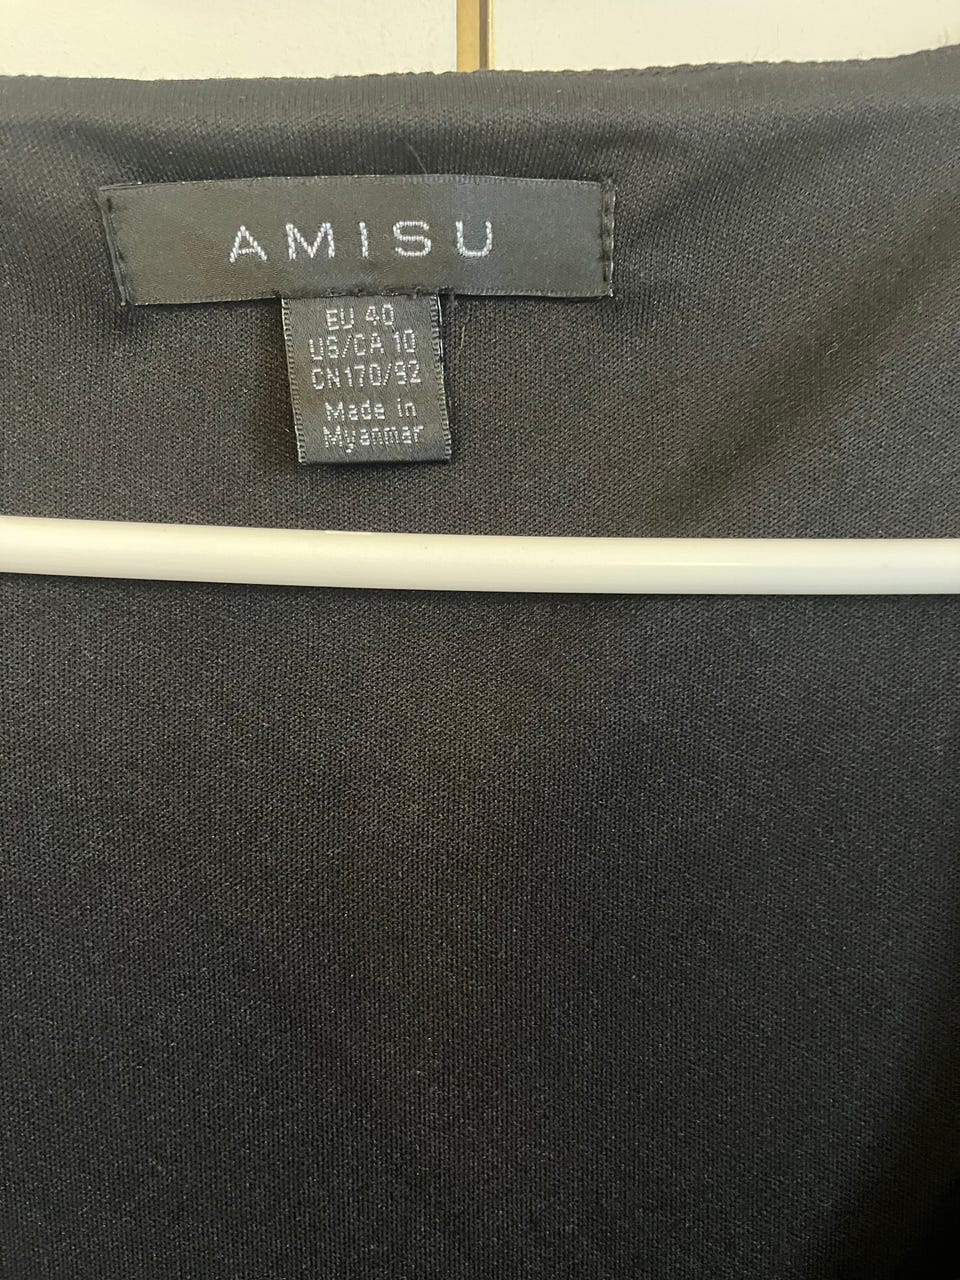 AMISU
EU 40
US/CA 10
CN170/92
Made in
Myanmar